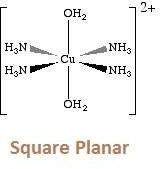 OH₂ 2+
H₃N NH₃
Cu
H₃N NH₃
OH₂
Square Planar